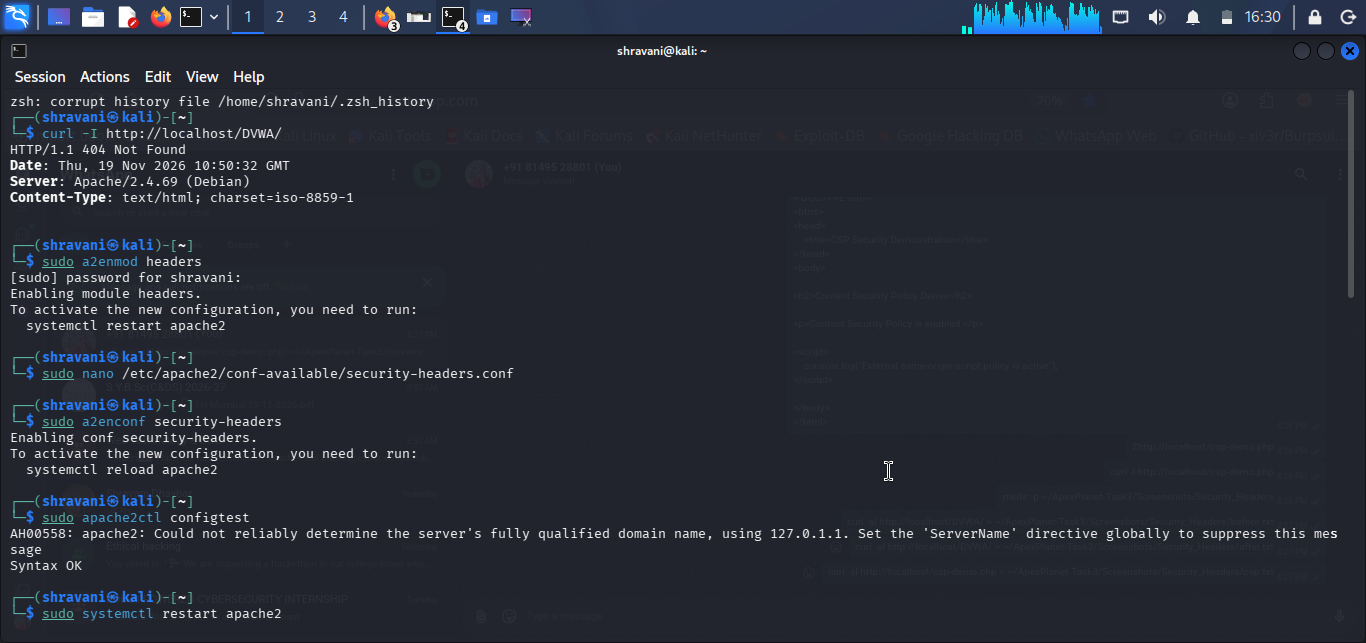 1 2 3 4
3
4
16:30
shravani@kali: ~
Session Actions Edit View Help
zsh: corrupt history file /home/shravani/.zsh_history
┌──(shravani㉿kali)-[~]
└─$ curl -I http://localhost/DVWA/
HTTP/1.1 404 Not Found
Date: Thu, 19 Nov 2026 10:50:32 GMT
Server: Apache/2.4.69 (Debian)
Content-Type: text/html; charset=iso-8859-1
┌──(shravani㉿kali)-[~]
└─$ sudo a2enmod headers
[sudo] password for shravani:
Enabling module headers.
To activate the new configuration, you need to run:
systemctl restart apache2
┌──(shravani㉿kali)-[~]
└─$ sudo nano /etc/apache2/conf-available/security-headers.conf
┌──(shravani㉿kali)-[~]
└─$ sudo a2enconf security-headers
Enabling conf security-headers.
To activate the new configuration, you need to run:
systemctl reload apache2
┌──(shravani㉿kali)-[~]
└─$ sudo apache2ctl configtest
AH00558: apache2: Could not reliably determine the server's fully qualified domain name, using 127.0.1.1. Set the 'ServerName' directive globally to suppress this mes
sage
Syntax OK
┌──(shravani㉿kali)-[~]
└─$ sudo systemctl restart apache2